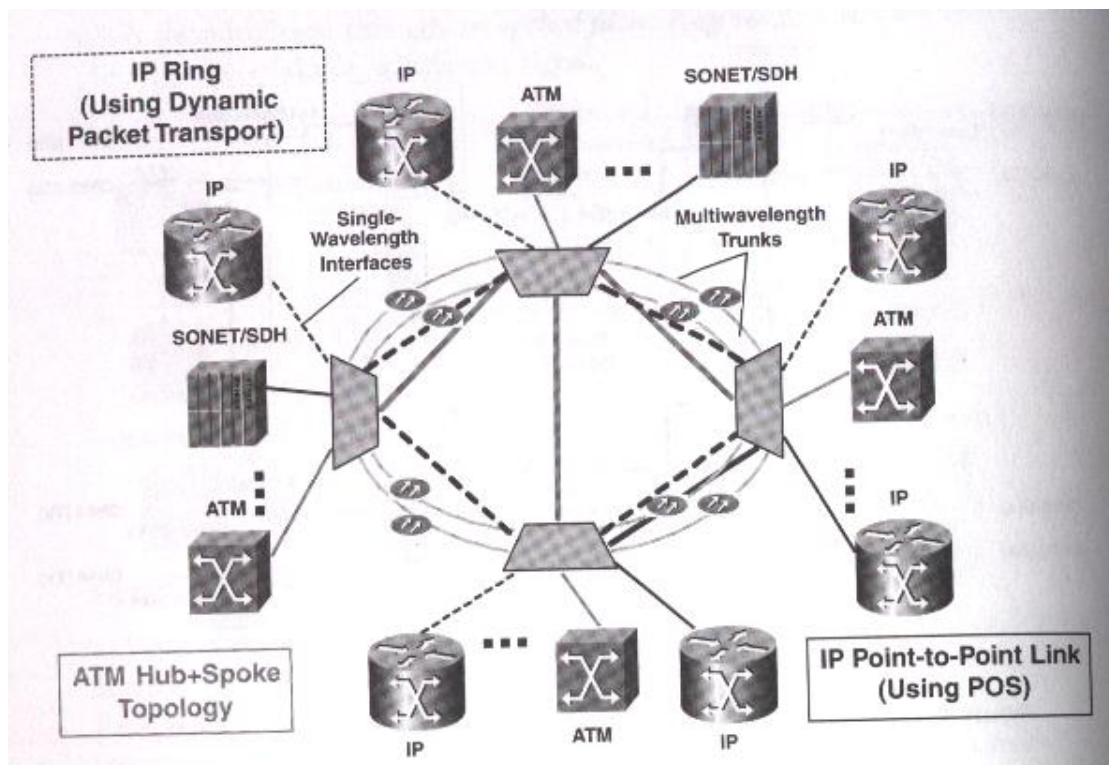 IP Ring
(Using Dynamic
Packet Transport)
IP
ATM
SONET/SDH
IP
IP
Single-
Wavelength
Interfaces
Multiwavelength
Trunks
SONET/SDH
ATM
ATM
IP
ATM Hub+Spoke
Topology
IP
ATM
IP
IP Point-to-Point Link
(Using POS)